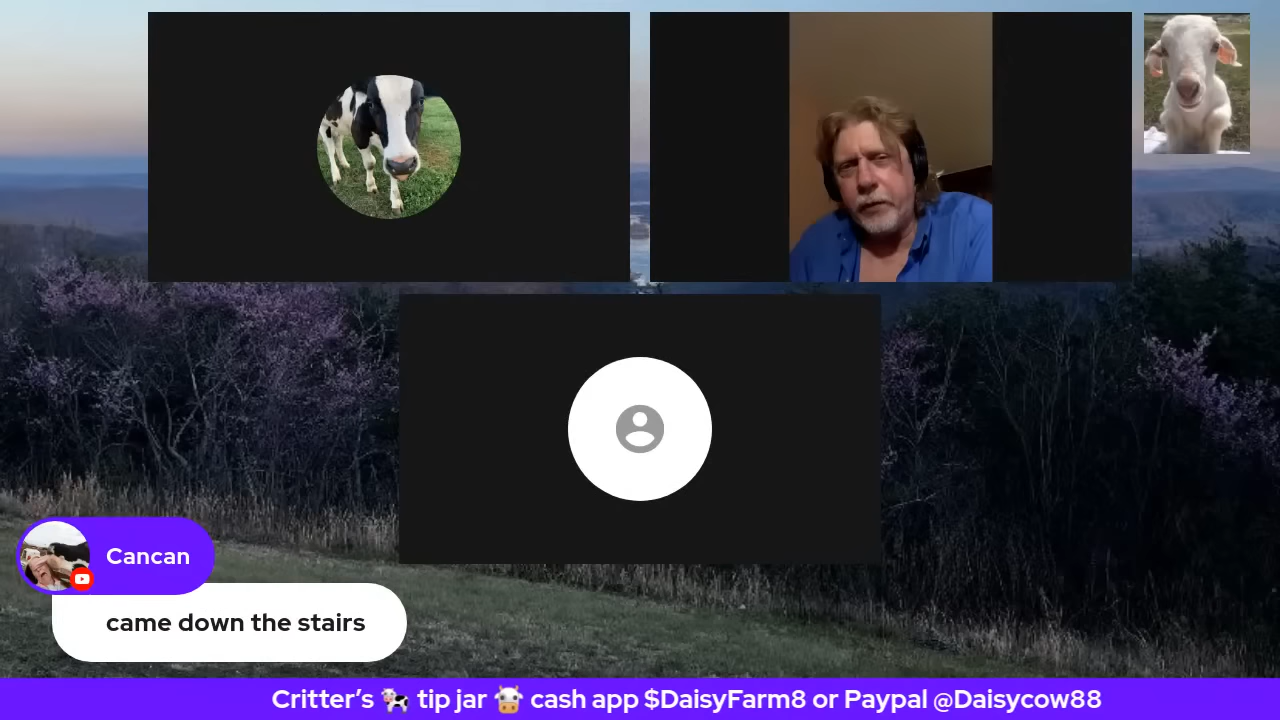 Cancan
came down the stairs
Critter’s 🐄 tip jar 🐮 cash app $DaisyFarm8 or Paypal @Daisycow88